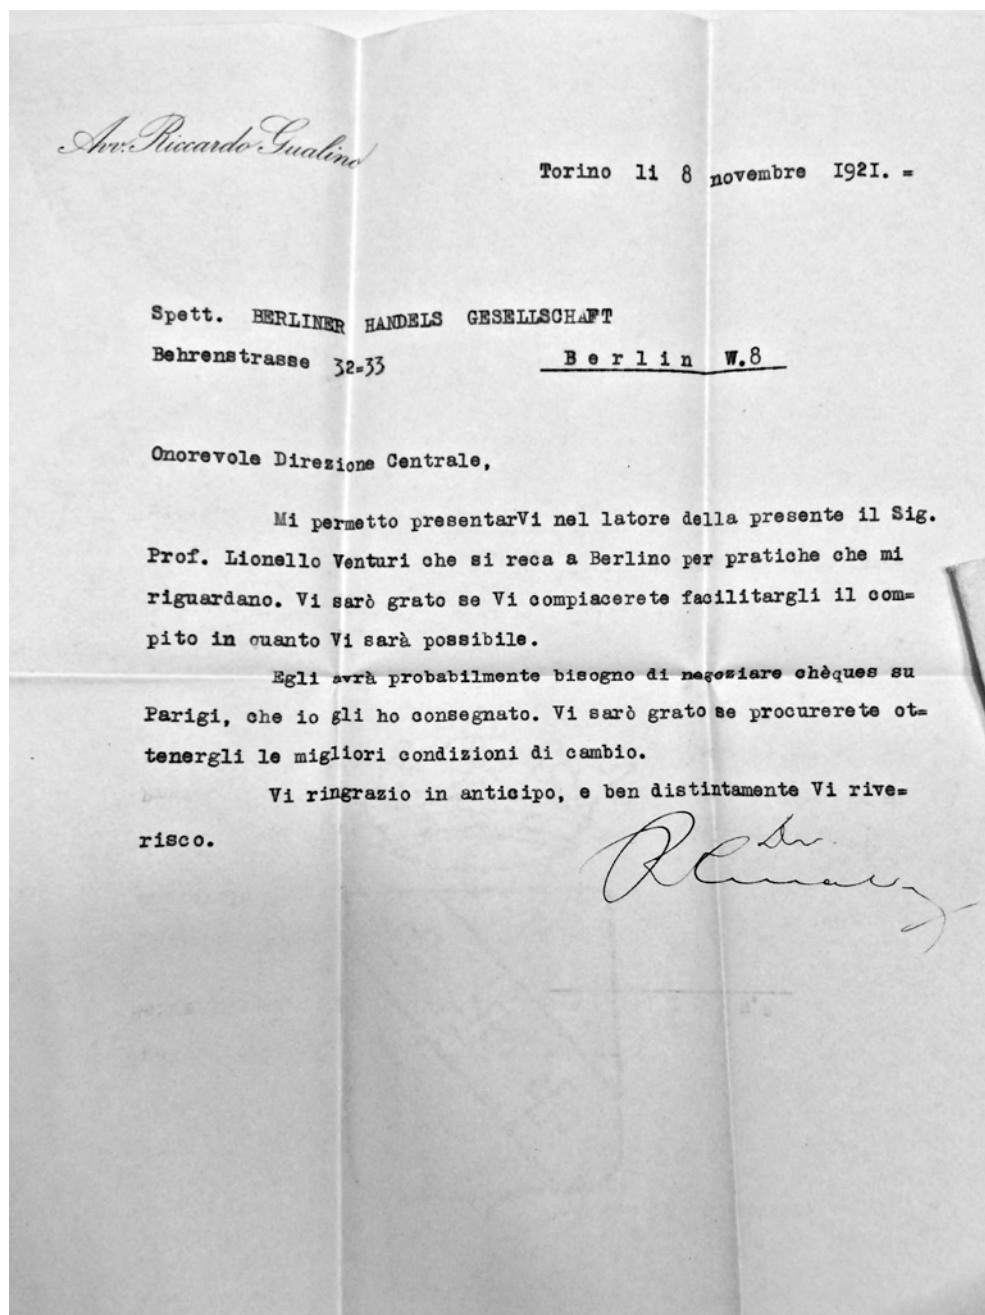 Avv. Riccardo Gualino
Torino li 8 novembre I92I. =
Spett. BERLINER HANDELS GESELLSCHAFT
Behrenstrasse 32=33 Berlin W.8
Onorevole Direzione Centrale,
Mi permetto presentarVi nel latore della presente il Sig.
Prof. Lionello Venturi che si reca a Berlino per pratiche che mi
riguardano. Vi sarò grato se Vi compiacerete facilitargli il com=
pito in quanto Vi sarà possibile.
Egli avrà probabilmente bisogno di negoziare chèques su
Parigi, che io gli ho consegnato. Vi sarò grato se procurerete ot=
tenergli le migliori condizioni di cambio.
Vi ringrazio in anticipo, e ben distintamente Vi rive=
risco.